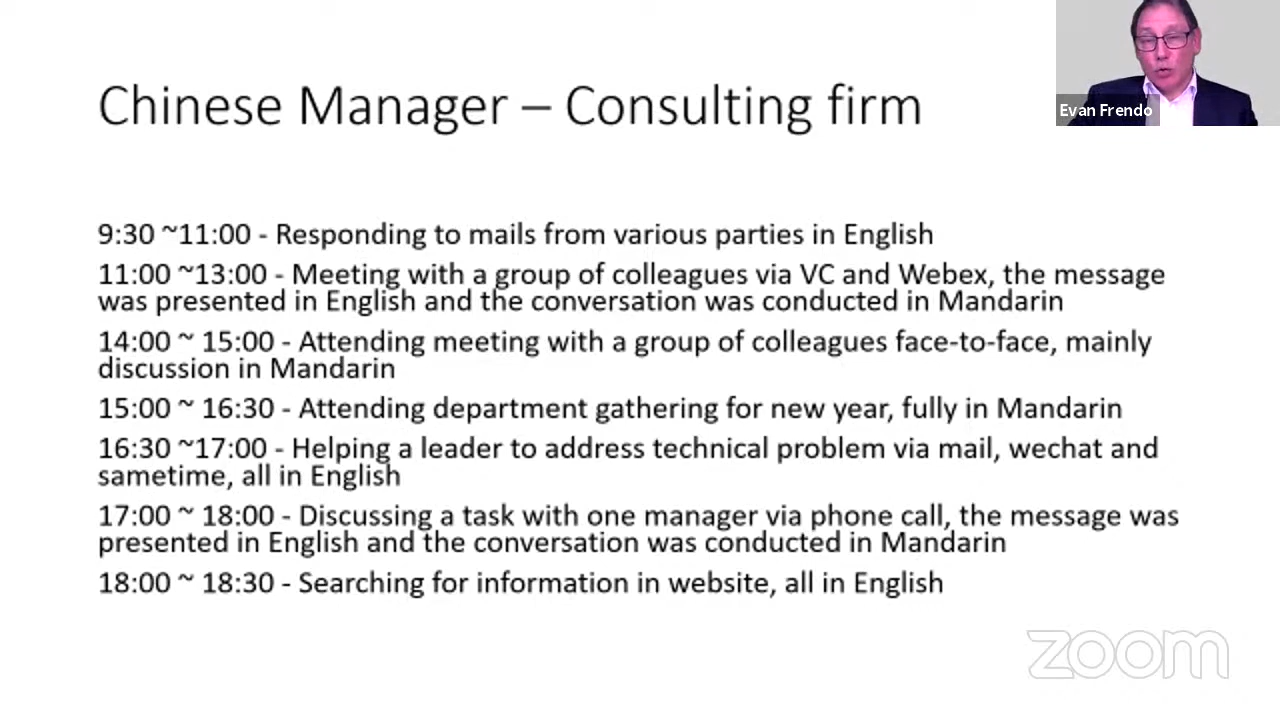 Chinese Manager – Consulting firm
Evan Frendo
9:30 ~11:00 - Responding to mails from various parties in English
11:00 ~13:00 - Meeting with a group of colleagues via VC and Webex, the message
was presented in English and the conversation was conducted in Mandarin
14:00 ~ 15:00 - Attending meeting with a group of colleagues face-to-face, mainly
discussion in Mandarin
15:00 ~ 16:30 - Attending department gathering for new year, fully in Mandarin
16:30 ~17:00 - Helping a leader to address technical problem via mail, wechat and
sametime, all in English
17:00 ~ 18:00 - Discussing a task with one manager via phone call, the message was
presented in English and the conversation was conducted in Mandarin
18:00 ~ 18:30 - Searching for information in website, all in English
zoom